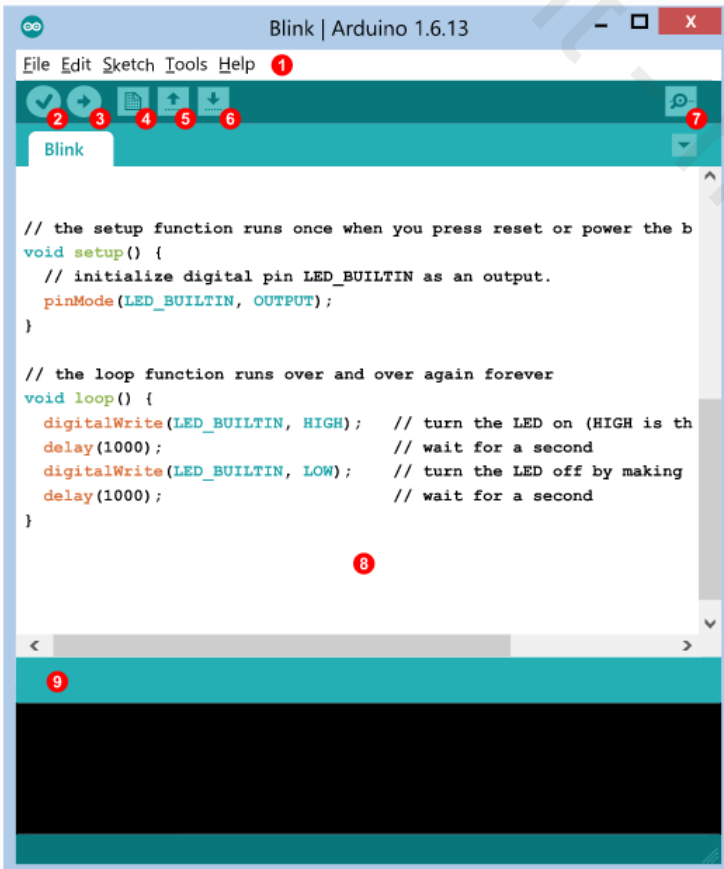 Blink | Arduino 1.6.13
File Edit Sketch Tools Help 1
2 3 4 5 6 7
Blink
// the setup function runs once when you press reset or power the b
void setup() {
  // initialize digital pin LED_BUILTIN as an output.
  pinMode(LED_BUILTIN, OUTPUT);
}
// the loop function runs over and over again forever
void loop() {
  digitalWrite(LED_BUILTIN, HIGH);   // turn the LED on (HIGH is th
  delay(1000);                       // wait for a second
  digitalWrite(LED_BUILTIN, LOW);    // turn the LED off by making
  delay(1000);                       // wait for a second
}
8
9